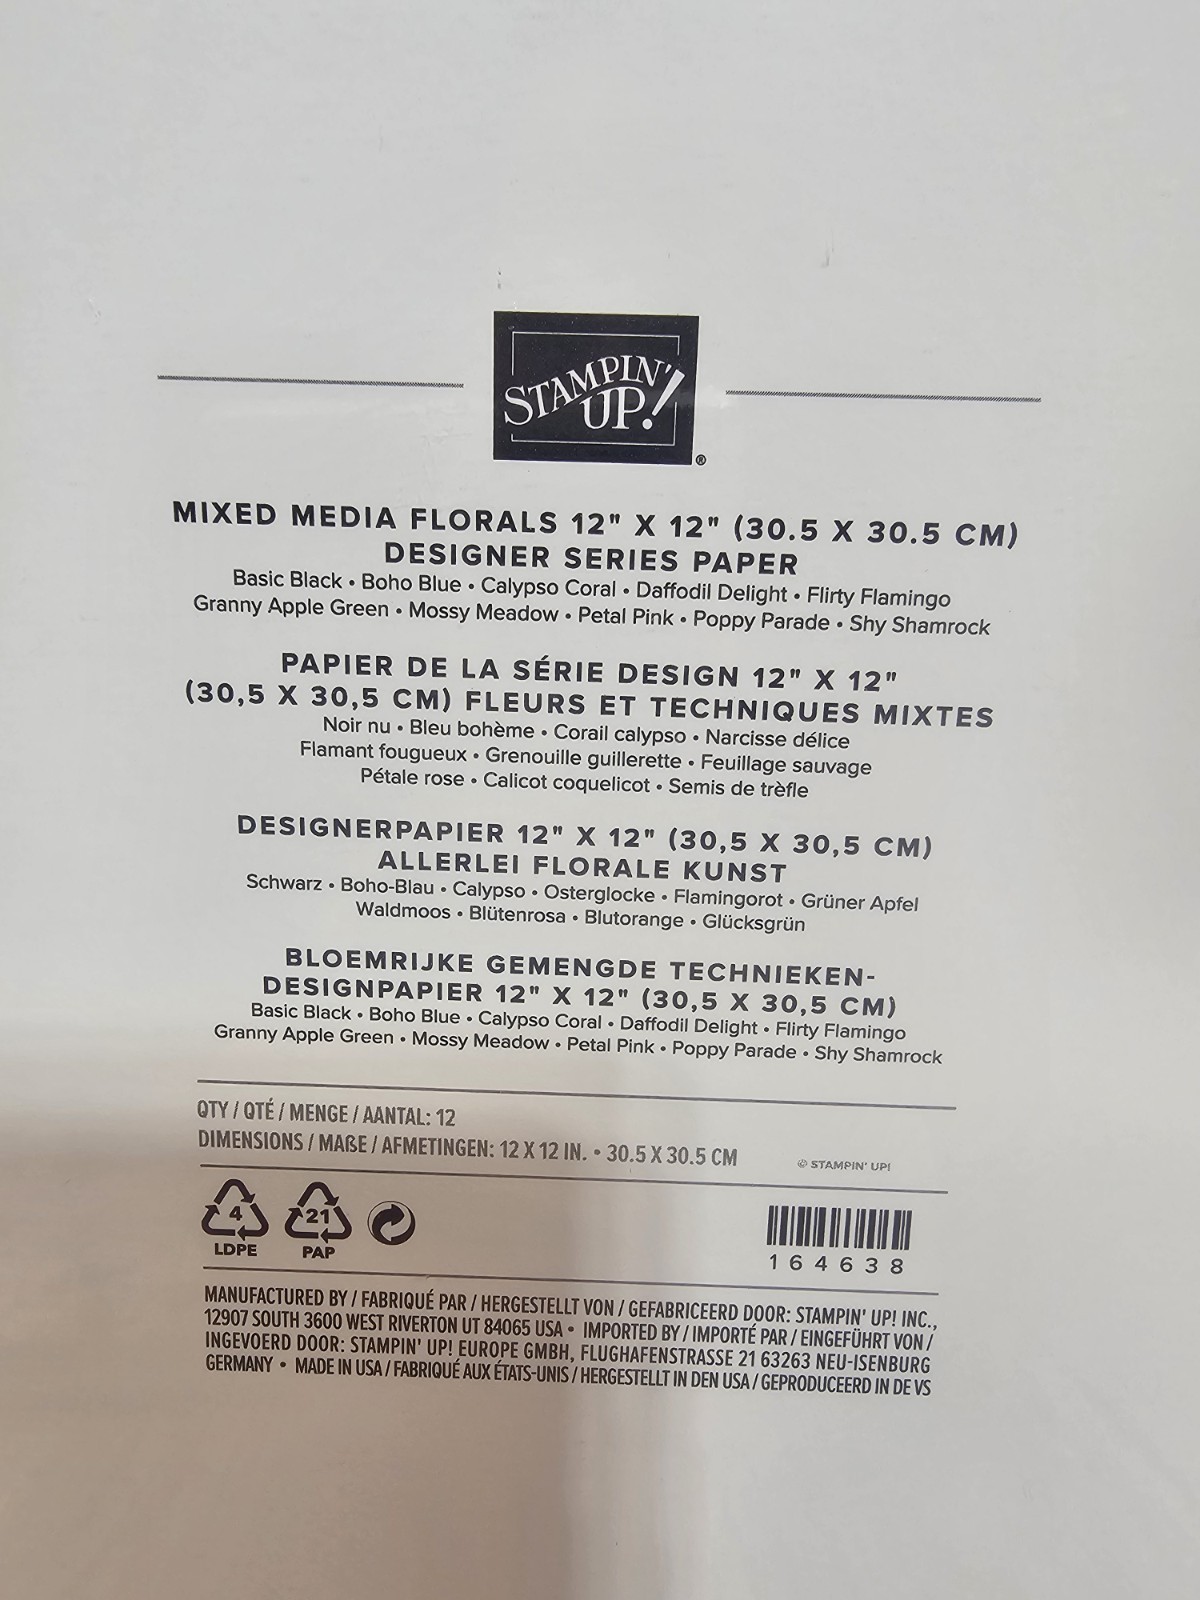 STAMPIN'
UP!
®
MIXED MEDIA FLORALS 12" X 12" (30.5 X 30.5 CM)
DESIGNER SERIES PAPER
Basic Black • Boho Blue • Calypso Coral • Daffodil Delight • Flirty Flamingo
Granny Apple Green • Mossy Meadow • Petal Pink • Poppy Parade • Shy Shamrock
PAPIER DE LA SÉRIE DESIGN 12" X 12"
(30,5 X 30,5 CM) FLEURS ET TECHNIQUES MIXTES
Noir nu • Bleu bohème • Corail calypso • Narcisse délice
Flamant fougueux • Grenouille guillerette • Feuillage sauvage
Pétale rose • Calicot coquelicot • Semis de trèfle
DESIGNERPAPIER 12" X 12" (30,5 X 30,5 CM)
ALLERLEI FLORALE KUNST
Schwarz • Boho-Blau • Calypso • Osterglocke • Flamingorot • Grüner Apfel
Waldmoos • Blütenrosa • Blutorange • Glücksgrün
BLOEMRIJKE GEMENGDE TECHNIEKEN-
DESIGNPAPIER 12" X 12" (30,5 X 30,5 CM)
Basic Black • Boho Blue • Calypso Coral • Daffodil Delight • Flirty Flamingo
Granny Apple Green • Mossy Meadow • Petal Pink • Poppy Parade • Shy Shamrock
QTY / QTÉ / MENGE / AANTAL: 12
DIMENSIONS / MAßE / AFMETINGEN: 12 X 12 IN. • 30.5 X 30.5 CM
© STAMPIN' UP!
4
LDPE
21
PAP
164638
MANUFACTURED BY / FABRIQUÉ PAR / HERGESTELLT VON / GEFABRICEERD DOOR: STAMPIN' UP! INC.,
12907 SOUTH 3600 WEST RIVERTON UT 84065 USA • IMPORTED BY / IMPORTÉ PAR / EINGEFÜHRT VON /
INGEVOERD DOOR: STAMPIN' UP! EUROPE GMBH, FLUGHAFENSTRASSE 21 63263 NEU-ISENBURG
GERMANY • MADE IN USA / FABRIQUÉ AUX ÉTATS-UNIS / HERGESTELLT IN DEN USA / GEPRODUCEERD IN DE VS